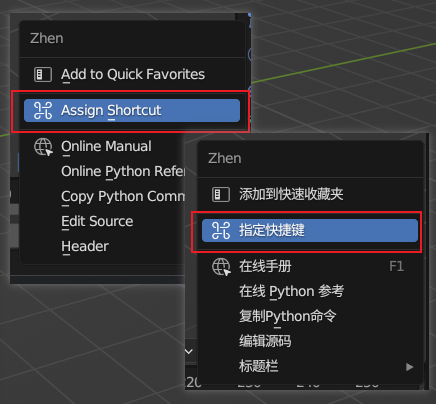 Zhen
Add to Quick Favorites
Assign Shortcut
Online Manual
Online Python Refer
Copy Python Comm
Edit Source
Header
Zhen
添加到快速收藏夹
指定快捷键
在线手册 F1
在线 Python 参考
复制Python命令
编辑源码
标题栏